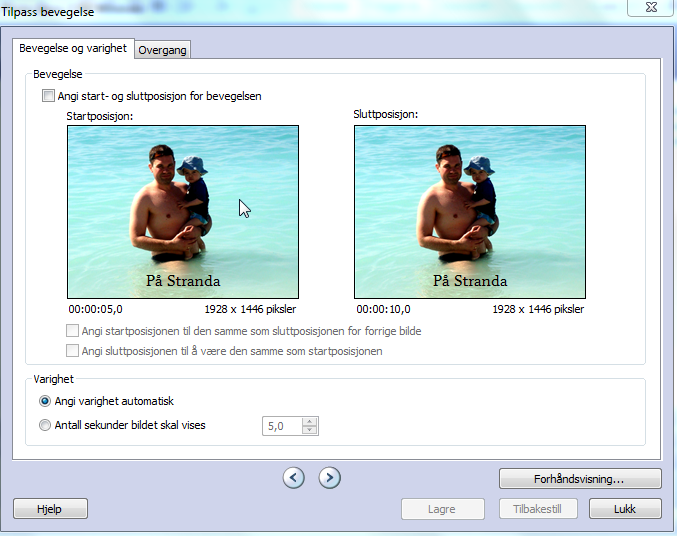 Tilpass bevegelse
Bevegelse og varighet
Overgang
Bevegelse
Angi start- og sluttposisjon for bevegelsen
Startposisjon:
Sluttposisjon:
På Stranda
På Stranda
00:00:05,0
1928 x 1446 piksler
00:00:10,0
1928 x 1446 piksler
Angi startposisjonen til den samme som sluttposisjonen for forrige bilde
Angi sluttposisjonen til å være den samme som startposisjonen
Varighet
Angi varighet automatisk
Antall sekunder bildet skal vises
5,0
Forhåndsvisning...
Hjelp
Lagre
Tilbakestill
Lukk